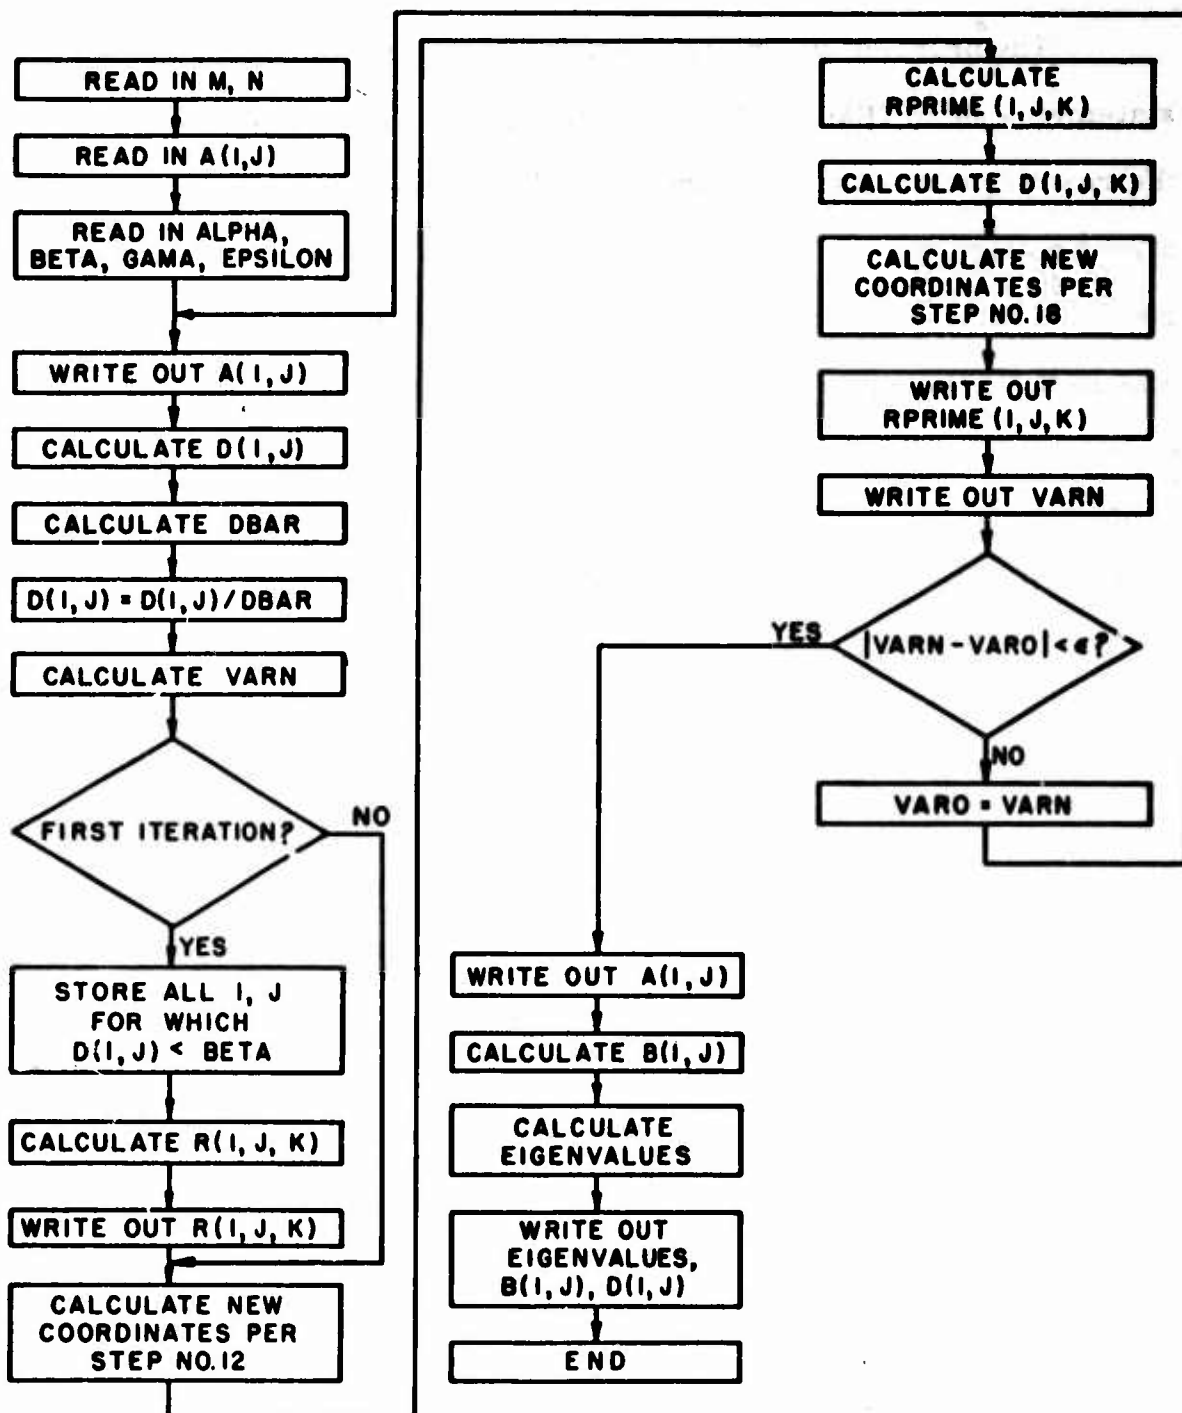 READ IN M, N
READ IN A(I,J)
READ IN ALPHA,
BETA, GAMA, EPSILON
WRITE OUT A(I,J)
CALCULATE D(I,J)
CALCULATE DBAR
D(I,J) = D(I,J)/DBAR
CALCULATE VARN
FIRST ITERATION?
NO
YES
STORE ALL I, J
FOR WHICH
D(I,J) < BETA
CALCULATE R(I, J, K)
WRITE OUT R(I, J, K)
CALCULATE NEW
COORDINATES PER
STEP NO.12
CALCULATE
RPRIME (I, J, K)
CALCULATE D(I, J, K)
CALCULATE NEW
COORDINATES PER
STEP NO.18
WRITE OUT
RPRIME (I, J, K)
WRITE OUT VARN
|VARN - VARO| < ϵ?
YES
NO
VARO = VARN
WRITE OUT A(I,J)
CALCULATE B(I,J)
CALCULATE
EIGENVALUES
WRITE OUT
EIGENVALUES,
B(I,J), D(I,J)
END